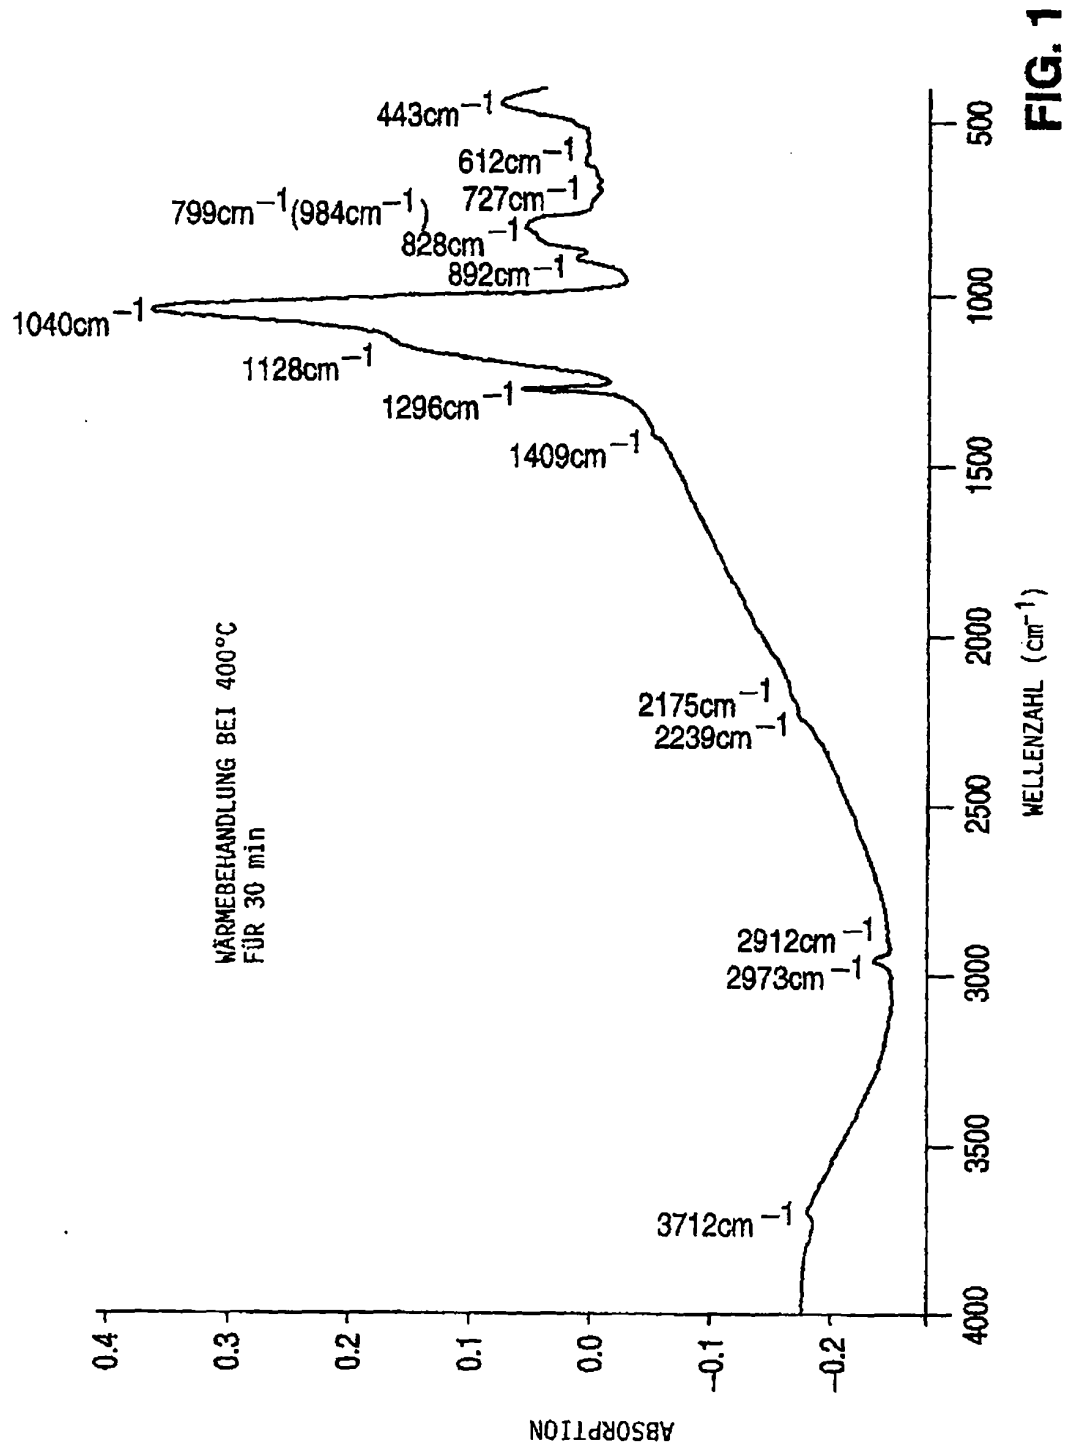 WÄRMEBEHANDLUNG BEI 400°C
FÜR 30 min
ABSORPTION
0.4
0.3
0.2
0.1
0.0
–0.1
–0.2
3712cm–1
2973cm–1
2912cm–1
2239cm–1
2175cm–1
1409cm–1
1296cm–1
1128cm–1
1040cm–1
892cm–1
828cm–1
799cm–1(984cm–1)
727cm–1
612cm–1
443cm–1
4000
3500
3000
2500
2000
1500
1000
500
WELLENZAHL (cm–1)
FIG. 1